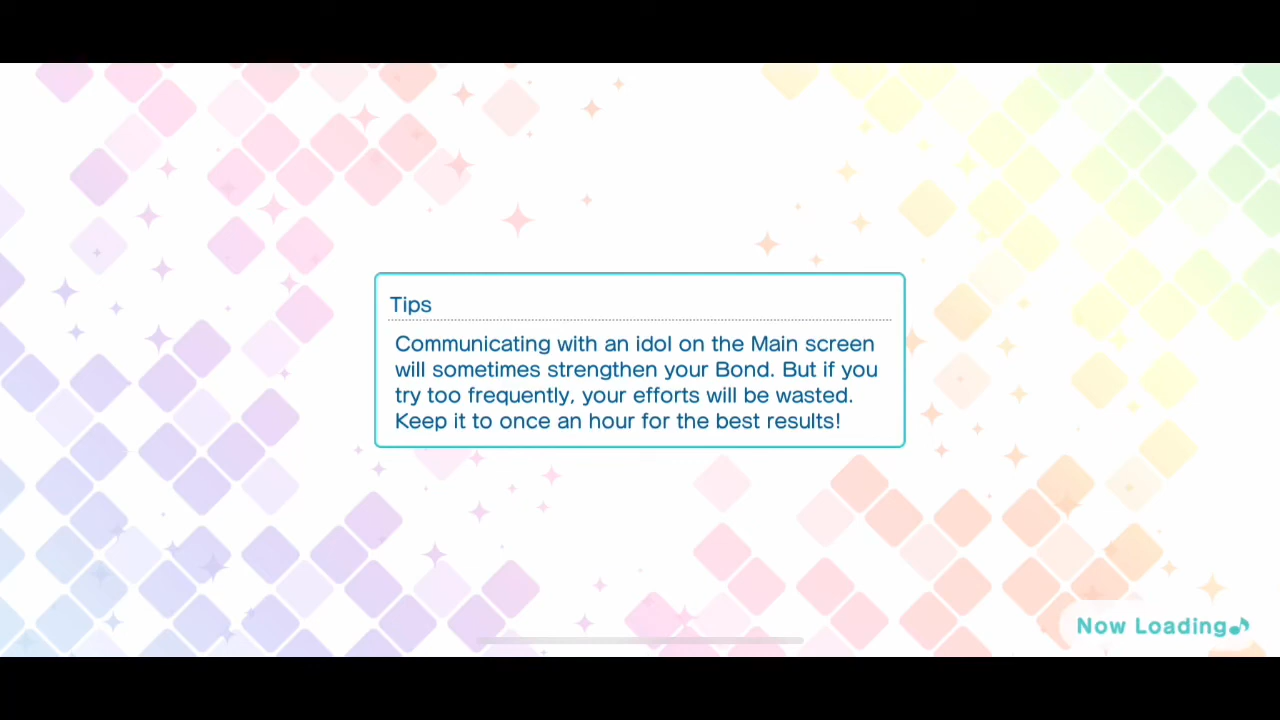 Tips
Communicating with an idol on the Main screen
will sometimes strengthen your Bond. But if you
try too frequently, your efforts will be wasted.
Keep it to once an hour for the best results!
Now Loading♪